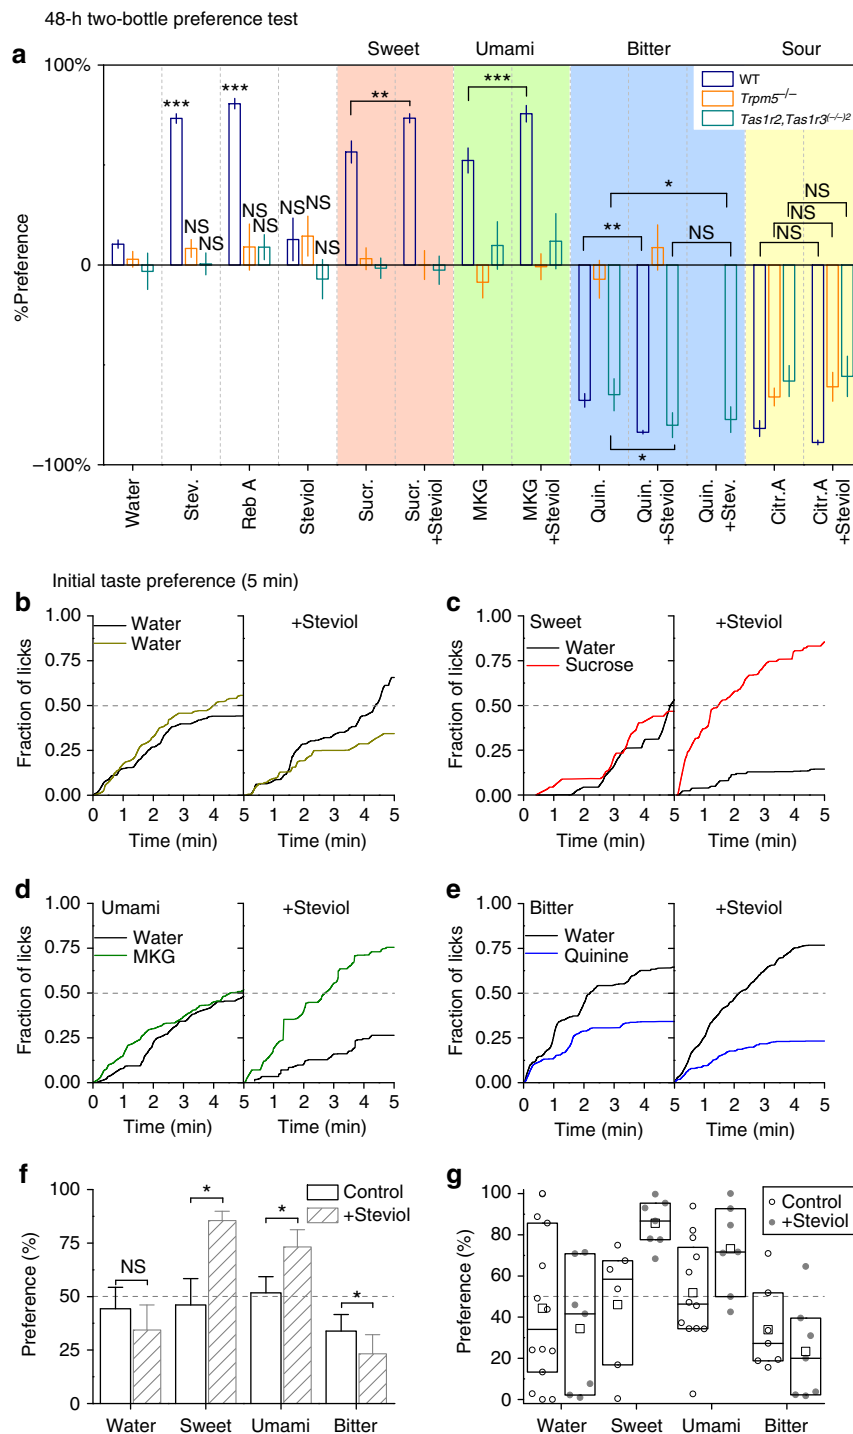 48-h two-bottle preference test
a
Sweet
Umami
Bitter
Sour
100%
0
−100%
%Preference
WT
Trpm5−/−
Tas1r2,Tas1r3(−/−)2
***
***
NS
NS
NS
NS
NS
NS
NS
**
***
*
**
NS
*
NS
NS
NS
Water
Stev.
Reb A
Steviol
Sucr.
Sucr.
+Steviol
MKG
MKG
+Steviol
Quin.
Quin.
+Steviol
Quin.
+Stev.
Citr.A
Citr.A
+Steviol
Initial taste preference (5 min)
b
Water
Water
+Steviol
1.00
0.75
0.50
0.25
0.00
Fraction of licks
0 1 2 3 4 5 1 2 3 4 5
Time (min) Time (min)
c
Sweet
Water
Sucrose
+Steviol
1.00
0.75
0.50
0.25
0.00
Fraction of licks
0 1 2 3 4 5 1 2 3 4 5
Time (min) Time (min)
d
Umami
Water
MKG
+Steviol
1.00
0.75
0.50
0.25
0.00
Fraction of licks
0 1 2 3 4 5 1 2 3 4 5
Time (min) Time (min)
e
Bitter
Water
Quinine
+Steviol
1.00
0.75
0.50
0.25
0.00
Fraction of licks
0 1 2 3 4 5 1 2 3 4 5
Time (min) Time (min)
f
100
75
50
25
0
Preference (%)
Control
+Steviol
NS
*
*
*
Water Sweet Umami Bitter
g
100
80
60
40
20
0
Preference (%)
Control
+Steviol
Water Sweet Umami Bitter